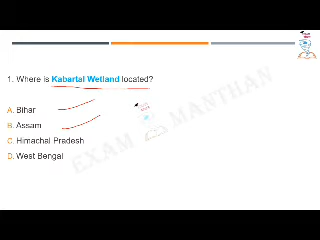 1. Where is Kabartal Wetland located?
A. Bihar
B. Assam
C. Himachal Pradesh
D. West Bengal
EXAM MANTHAN